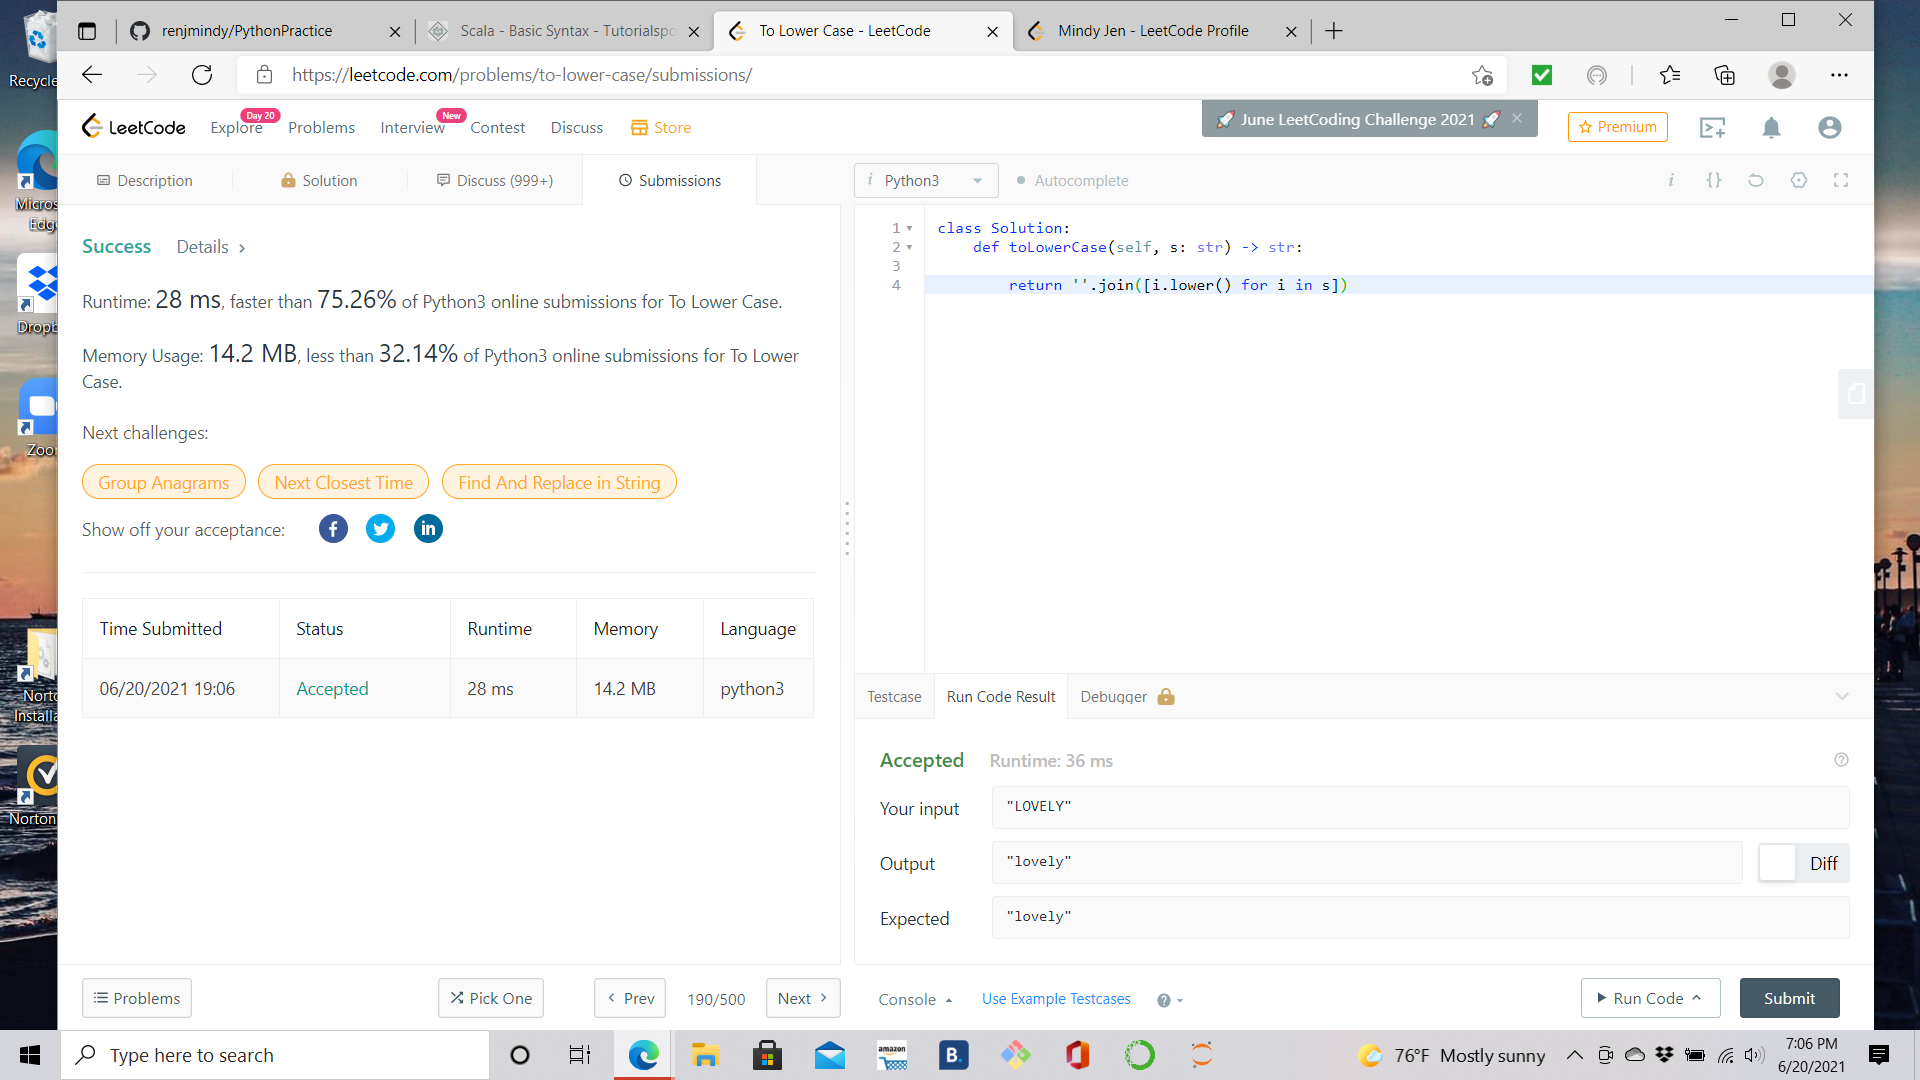 Recycle
Micros
Edg
Dropb
Zoo
Norto
Installa
Norton
renjmindy/PythonPractice
Scala - Basic Syntax - Tutorialspo
To Lower Case - LeetCode
Mindy Jen - LeetCode Profile
https://leetcode.com/problems/to-lower-case/submissions/
LeetCode
Explore
Day 20
Problems
Interview
New
Contest
Discuss
Store
June LeetCoding Challenge 2021
Premium
Description
Solution
Discuss (999+)
Submissions
i Python3
Autocomplete
Success
Details
Runtime: 28 ms, faster than 75.26% of Python3 online submissions for To Lower Case.
Memory Usage: 14.2 MB, less than 32.14% of Python3 online submissions for To Lower
Case.
Next challenges:
Group Anagrams
Next Closest Time
Find And Replace in String
Show off your acceptance:
Time Submitted Status Runtime Memory Language
06/20/2021 19:06 Accepted 28 ms 14.2 MB python3
1 class Solution:
2 def toLowerCase(self, s: str) -> str:
3
4 return ''.join([i.lower() for i in s])
Testcase
Run Code Result
Debugger
Accepted Runtime: 36 ms
Your input "LOVELY"
Output "lovely"
Diff
Expected "lovely"
Problems
Pick One
Prev
190/500
Next
Console
Use Example Testcases
Run Code
Submit
Type here to search
amazon
B.
76°F Mostly sunny
7:06 PM
6/20/2021